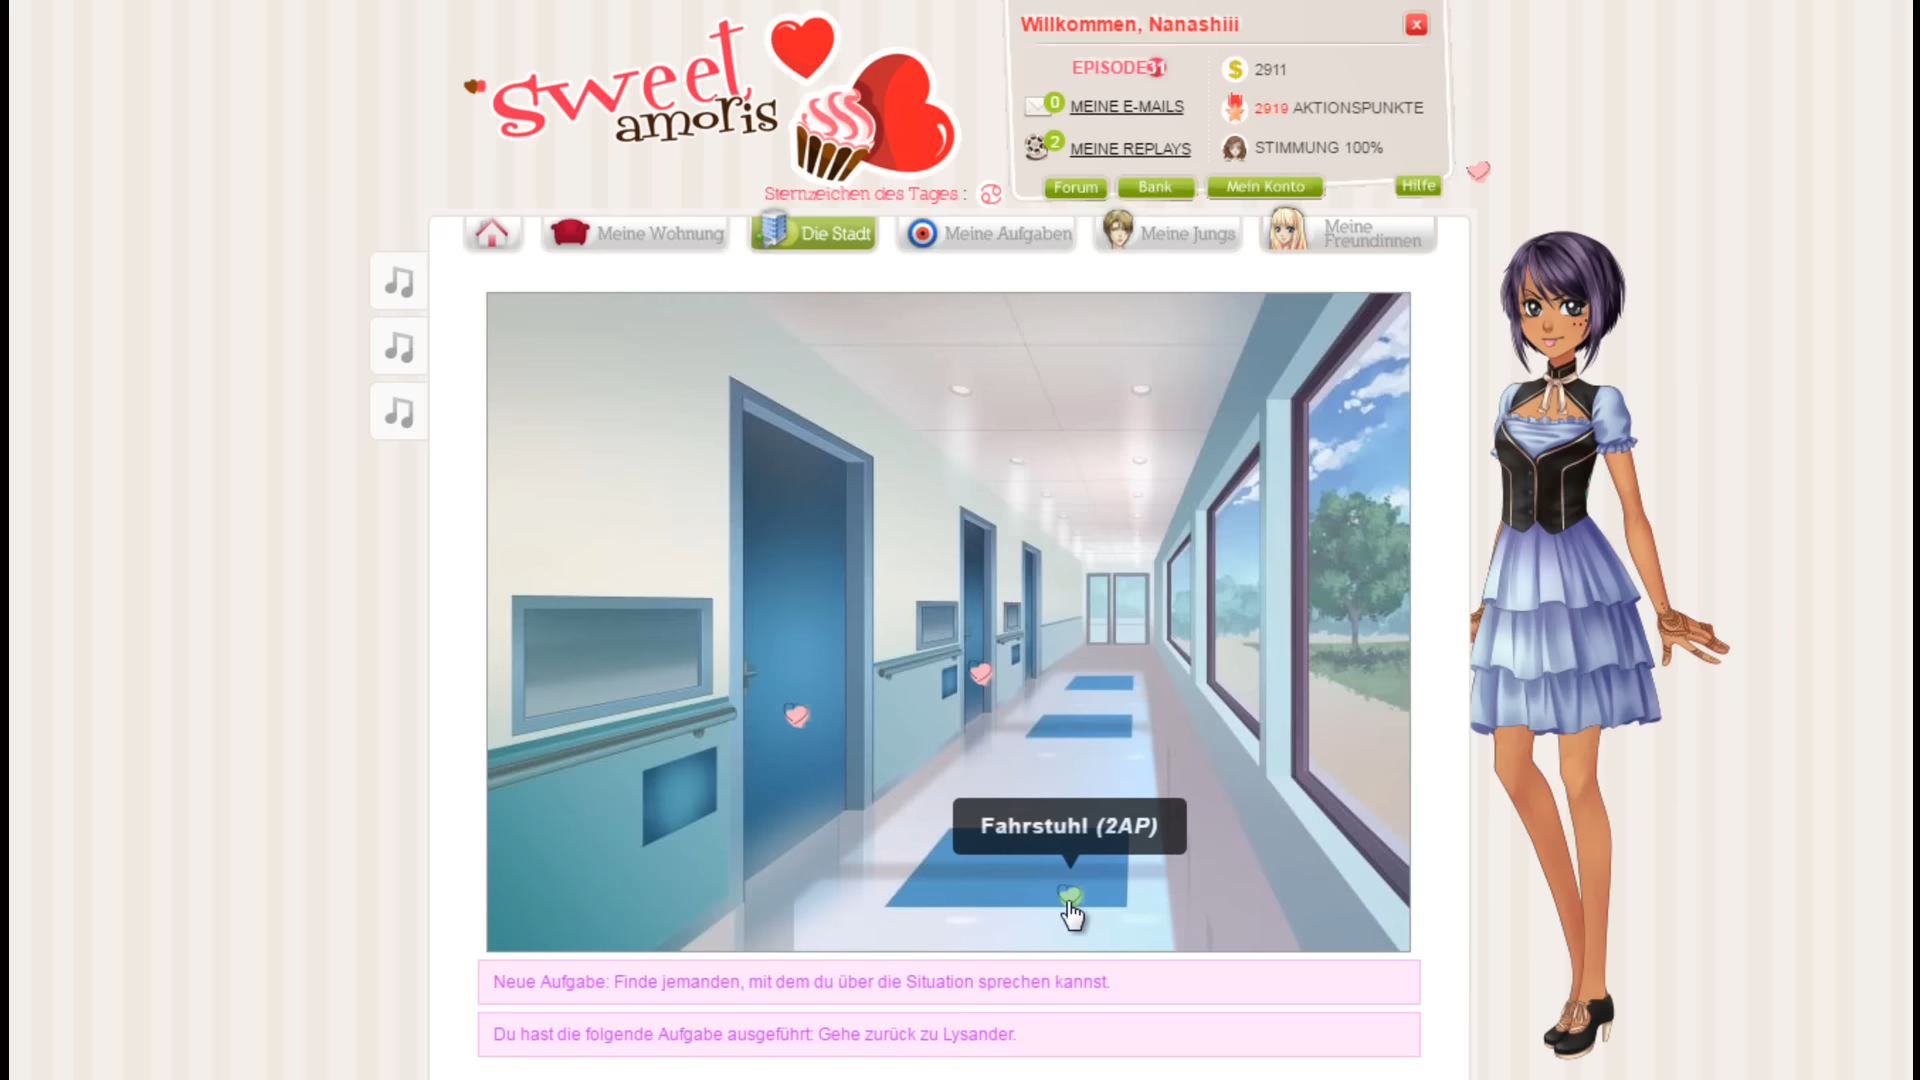 sweet
amoris
Sternzeichen des Tages :
Willkommen, Nanashiii
x
EPISODE 31
2911
0 MEINE E-MAILS
2919 AKTIONSPUNKTE
2 MEINE REPLAYS
STIMMUNG 100%
Forum
Bank
Mein Konto
Hilfe
Meine Wohnung
Die Stadt
Meine Aufgaben
Meine Jungs
Meine
Freundinnen
Fahrstuhl (2AP)
Neue Aufgabe: Finde jemanden, mit dem du über die Situation sprechen kannst.
Du hast die folgende Aufgabe ausgeführt: Gehe zurück zu Lysander.